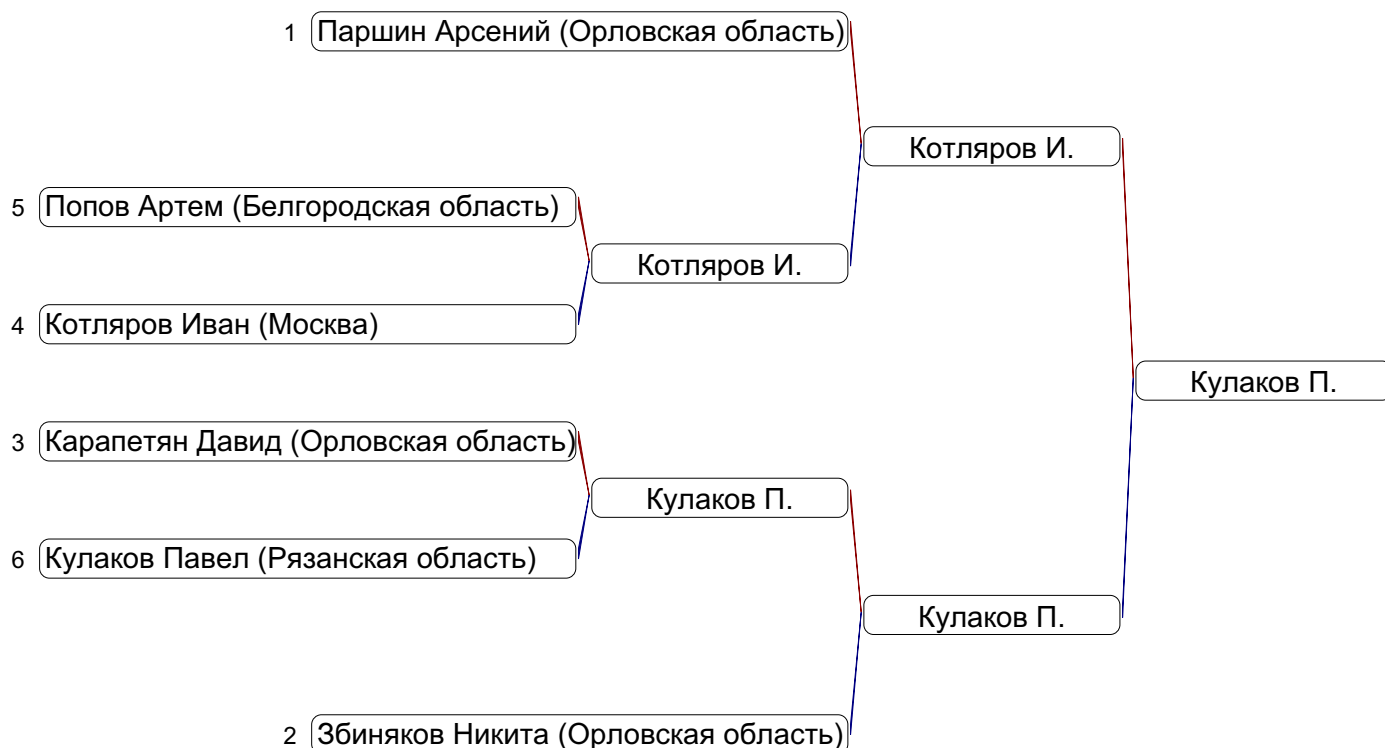 1 Паршин Арсений (Орловская область)
Котляров И.
5 Попов Артем (Белгородская область)
Котляров И.
4 Котляров Иван (Москва)
Кулаков П.
3 Карапетян Давид (Орловская область)
Кулаков П.
6 Кулаков Павел (Рязанская область)
Кулаков П.
2 Збиняков Никита (Орловская область)